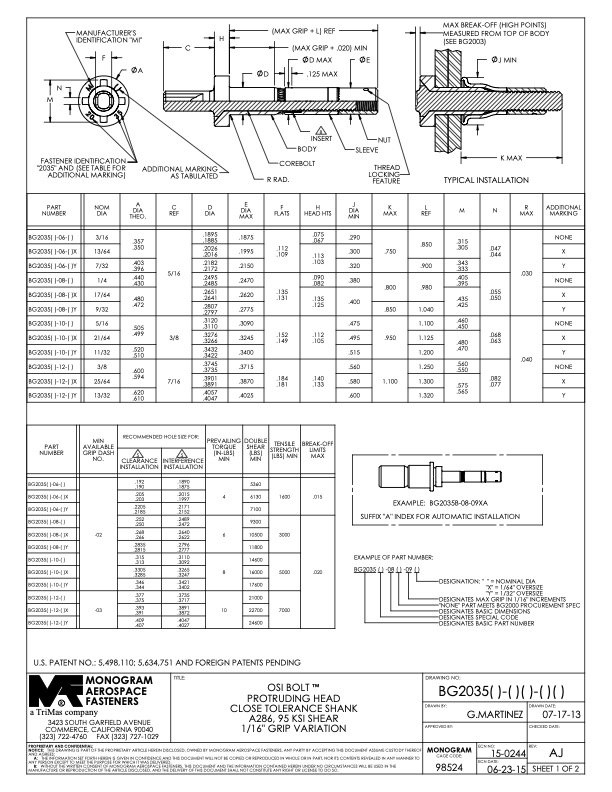 MANUFACTURER'S
IDENTIFICATION "MI"
F
Ø A
N
M
MI
20
FASTENER IDENTIFICATION
"2035" AND (SEE TABLE FOR
ADDITIONAL MARKING)
ADDITIONAL MARKING
AS TABULATED
(MAX GRIP + L) REF
H
C
(MAX GRIP + .020) MIN
Ø D MAX
Ø E
Ø D
.125 MAX
1
INSERT
NUT
SLEEVE
BODY
COREBOLT
R RAD.
THREAD
LOCKING
FEATURE
MAX BREAK-OFF (HIGH POINTS)
MEASURED FROM TOP OF BODY
(SEE BG2003)
Ø J MIN
K MAX
TYPICAL INSTALLATION
PART NUMBER NOM DIA A DIA THEO. C REF D DIA E DIA MAX F FLATS H HEAD HTS J DIA MIN K MAX L REF M N R MAX ADDITIONAL MARKING
BG2035( )-06-( ) 3/16 .357 .350 5/16 .1895 .1885 .1875 .112 .109 .075 .067 .290 .750 .850 .315 .305 .047 .044 .030 NONE
BG2035( )-06-( )X 13/64 .2026 .2016 .1995 .113 .103 .300 X
BG2035( )-06-( )Y 7/32 .403 .396 .2182 .2172 .2150 .320 .900 .343 .333 Y
BG2035( )-08-( ) 1/4 .440 .430 .2495 .2485 .2470 .135 .131 .090 .082 .380 .800 .980 .405 .395 .055 .050 NONE
BG2035( )-08-( )X 17/64 .480 .472 .2651 .2641 .2620 .135 .125 .400 .435 .425 X
BG2035( )-08-( )Y 9/32 .2807 .2797 .2775 .850 1.040 Y
BG2035( )-10-( ) 5/16 .505 .499 3/8 .3120 .3110 .3090 .152 .149 .112 .105 .475 .950 1.100 .460 .450 .068 .063 .040 NONE
BG2035( )-10-( )X 21/64 .3276 .3266 .3245 .495 1.125 .480 .470 X
BG2035( )-10-( )Y 11/32 .520 .510 .3432 .3422 .3400 .515 1.200 Y
BG2035( )-12-( ) 3/8 .600 .594 7/16 .3745 .3735 .3715 .184 .181 .140 .133 .560 1.100 1.250 .560 .550 .082 .077 NONE
BG2035( )-12-( )X 25/64 .3901 .3891 .3870 .580 1.300 .575 .565 X
BG2035( )-12-( )Y 13/32 .620 .610 .4057 .4047 .4025 .600 1.320 Y
PART NUMBER MIN AVAILABLE GRIP DASH NO. RECOMMENDED HOLE SIZE FOR: PREVAILING TORQUE (IN-LBS) MIN DOUBLE SHEAR (LBS) MIN TENSILE STRENGTH (LBS) MIN BREAK-OFF LIMITS MAX
CLEARANCE INSTALLATION INTERFERENCE INSTALLATION
BG2035( )-06-( ) -02 .192 .190 .1890 .1875 4 5360 1600 .015
BG2035( )-06-( )X .205 .203 .2015 .1997 6130
BG2035( )-06-( )Y .2205 .2185 .2171 .2152 7100
BG2035( )-08-( ) .252 .250 .2489 .2472 6 9300 3000 .020
BG2035( )-08-( )X .268 .266 .2640 .2622 10500
BG2035( )-08-( )Y .2835 .2815 .2796 .2777 11800
BG2035( )-10-( ) -03 .315 .313 .3110 .3092 8 14600 5000
BG2035( )-10-( )X .3305 .3285 .3265 .3247 16000
BG2035( )-10-( )Y .346 .344 .3421 .3402 17600
BG2035( )-12-( ) .377 .375 .3735 .3717 10 21000 7000
BG2035( )-12-( )X .393 .391 .3891 .3872 22700
BG2035( )-12-( )Y .409 .407 .4047 .4027 24600
EXAMPLE: BG2035B-08-09XA
SUFFIX "A" INDEX FOR AUTOMATIC INSTALLATION
EXAMPLE OF PART NUMBER:
BG2035 ( ) -08 ( ) -09 ( )
DESIGNATION: " " = NOMINAL DIA
"X" = 1/64" OVERSIZE
"Y" = 1/32" OVERSIZE
DESIGNATES MAX GRIP IN 1/16" INCREMENTS
"NONE" PART MEETS BG2000 PROCUREMENT SPEC
DESIGNATES BASIC DIMENSIONS
DESIGNATES SPECIAL CODE
DESIGNATES BASIC PART NUMBER
U.S. PATENT NO.: 5,498,110; 5,634,751 AND FOREIGN PATENTS PENDING
MONOGRAM
AEROSPACE
FASTENERS
a TriMas company
3423 SOUTH GARFIELD AVENUE
COMMERCE, CALIFORNIA 90040
(323) 722-4760 FAX (323) 727-1029
TITLE:
OSI BOLT ™
PROTRUDING HEAD
CLOSE TOLERANCE SHANK
A286, 95 KSI SHEAR
1/16" GRIP VARIATION
DRAWING NO:
BG2035( )-( )( )-( )( )
DRAWN BY: G.MARTINEZ
DRAWN DATE: 07-17-13
APPROVED BY:
CHECKED DATE:
PROPRIETARY AND CONFIDENTIAL
NOTICE: THIS DRAWING IS PART OF THE PROPRIETARY ARTICLE HEREIN DISCLOSED, OWNED BY MONOGRAM AEROSPACE FASTENERS. ANY PARTY BY ACCEPTING THIS DOCUMENT ASSUME CUSTODY THEREOF
AND AGREES:
A: THE INFORMATION SET FORTH HEREIN IS GIVEN IN CONFIDENCE AND THIS DOCUMENT WILL NOT BE COPIED OR REPRODUCED IN WHOLE OR IN PART, NOR ITS CONTENTS REVEALED IN ANY MANNER TO
ANY PERSON EXCEPT TO MEET THE PURPOSE FOR WHICH IT WAS DELIVERED.
B: WITHOUT THE WRITTEN CONSENT OF MONOGRAM AEROSPACE FASTENERS, THIS DOCUMENT AND THE INFORMATION CONTAINED HEREIN UNDER NO CIRCUMSTANCES WILL BE USED IN THE
MANUFACTURE OR REPRODUCTION OF THE ARTICLE DISCLOSED, AND THE DELIVERY OF THIS DOCUMENT SHALL NOT CONSTITUTE ANY RIGHT OR LICENSE TO DO SO.
MONOGRAM
CAGE CODE
98524
ECN NO: 15-0244
REV: AJ
ECN DATE: 06-23-15
SHEET 1 OF 2